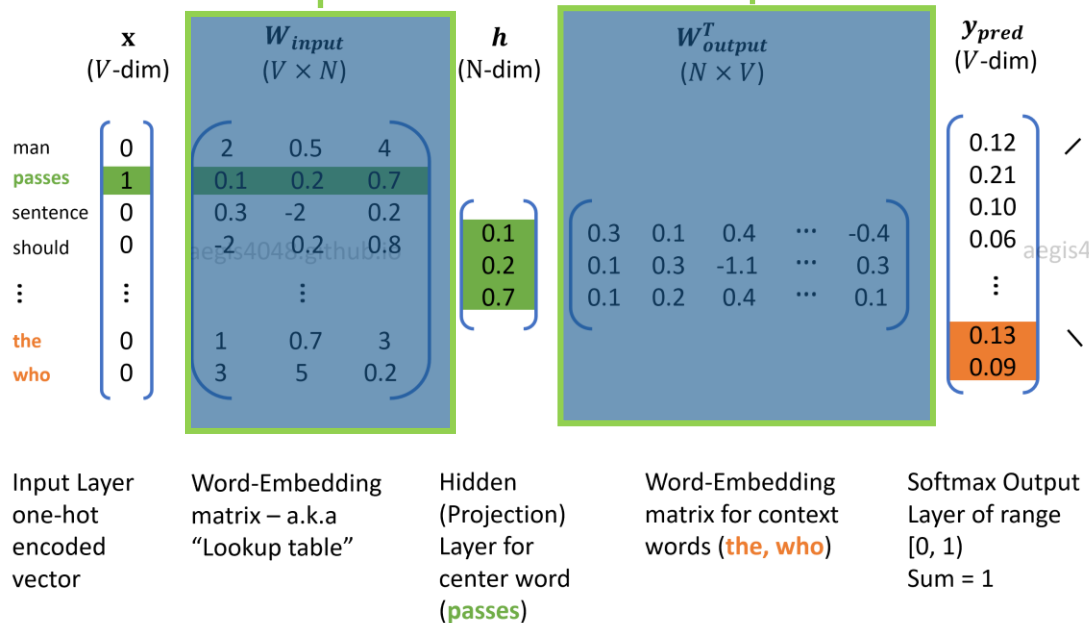 x W_input h W^T_output y_pred
(V-dim) (V × N) (N-dim) (N × V) (V-dim)
man 0 2 0.5 4 0.12
passes 1 0.1 0.2 0.7 0.21
sentence 0 0.3 -2 0.2 0.10
should 0 -2 0.2 0.8 0.1 0.3 0.1 0.4 ⋯ -0.4 0.06
aegis4048.github.io aegis4
0.2 0.1 0.3 -1.1 ⋯ 0.3
⋮ ⋮ ⋮ 0.7 0.1 0.2 0.4 ⋯ 0.1 ⋮
the 0 1 0.7 3 0.13
who 0 3 5 0.2 0.09
Input Layer
one-hot
encoded
vector
Word-Embedding
matrix – a.k.a
“Lookup table”
Hidden
(Projection)
Layer for
center word
(passes)
Word-Embedding
matrix for context
words (the, who)
Softmax Output
Layer of range
[0, 1)
Sum = 1